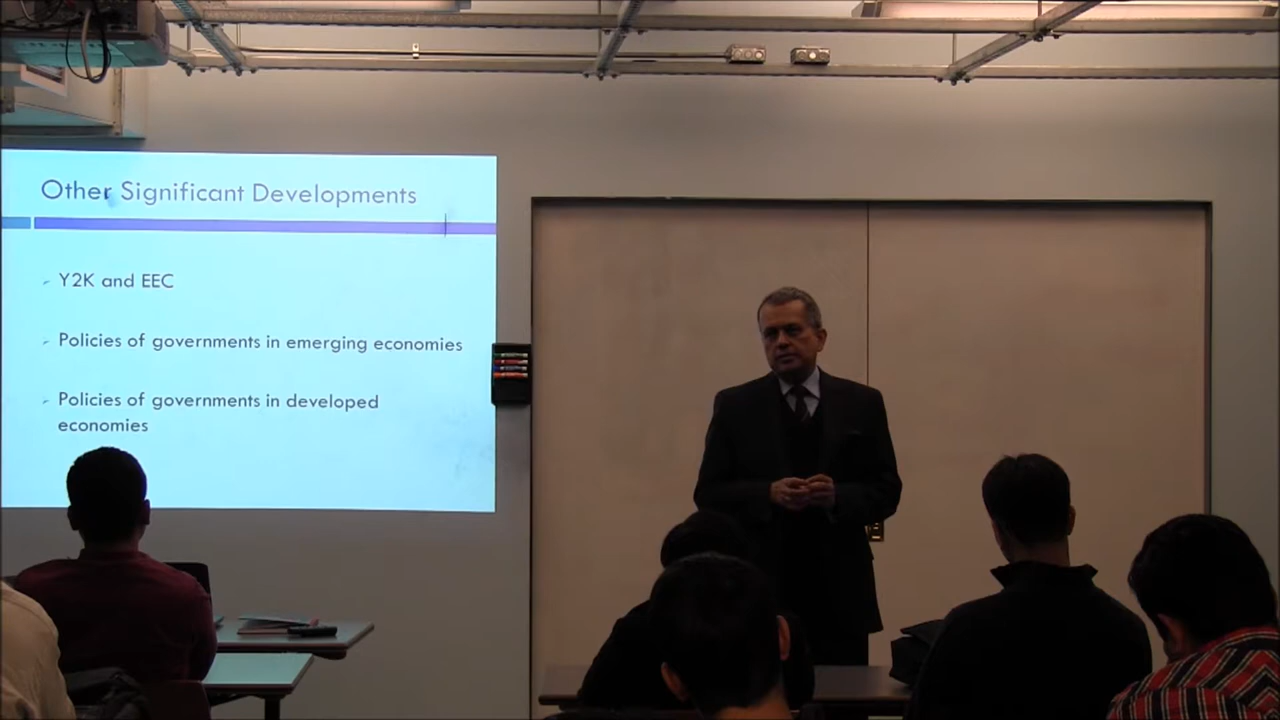 Other Significant Developments
Y2K and EEC
Policies of governments in emerging economies
Policies of governments in developed
economies